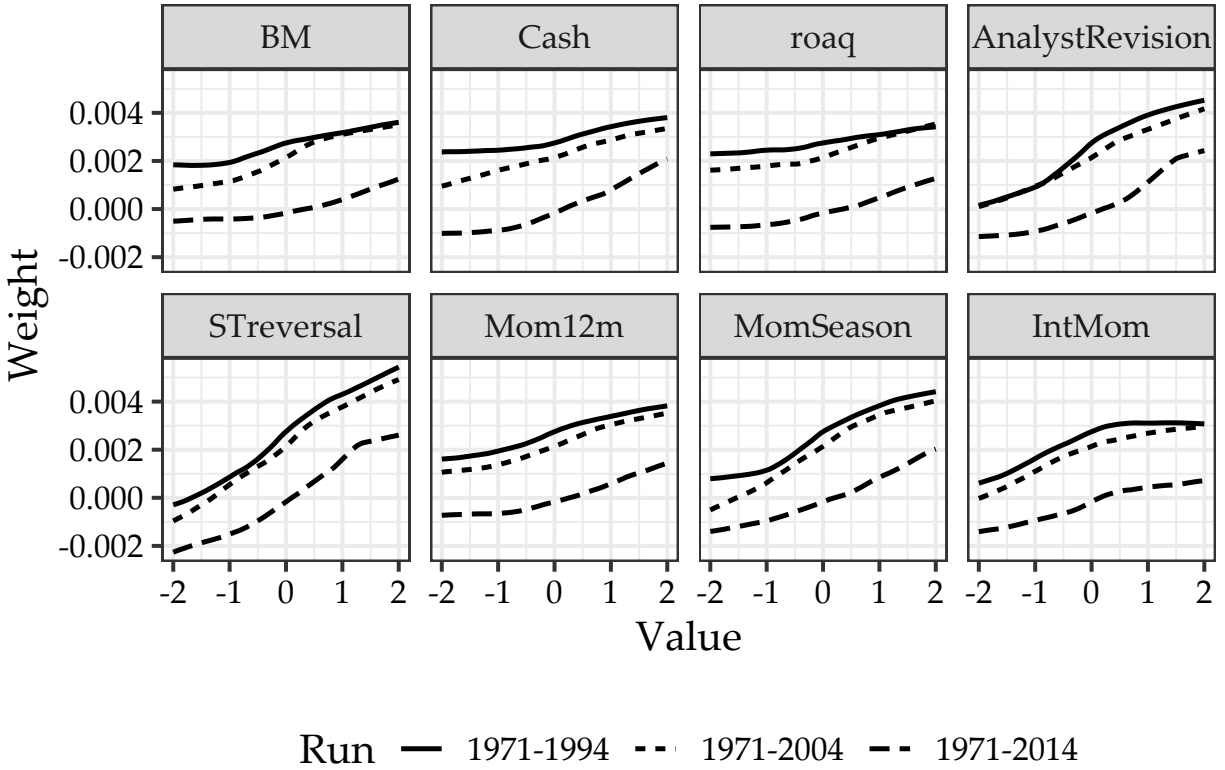 BM Cash roaq AnalystRevision
0.004
0.002
0.000
-0.002
Weight
STreversal Mom12m MomSeason IntMom
0.004
0.002
0.000
-0.002
-2 -1 0 1 2 -2 -1 0 1 2 -2 -1 0 1 2 -2 -1 0 1 2
Value
Run 1971-1994 1971-2004 1971-2014